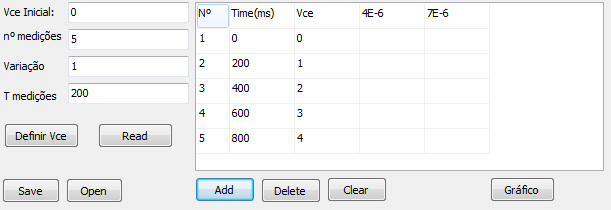 Vce Inicial: 0
nº medições 5
Variação 1
T medições 200
Definir Vce Read
Save Open
Nº Time(ms) Vce 4E-6 7E-6
1 0 0
2 200 1
3 400 2
4 600 3
5 800 4
Add Delete Clear Gráfico